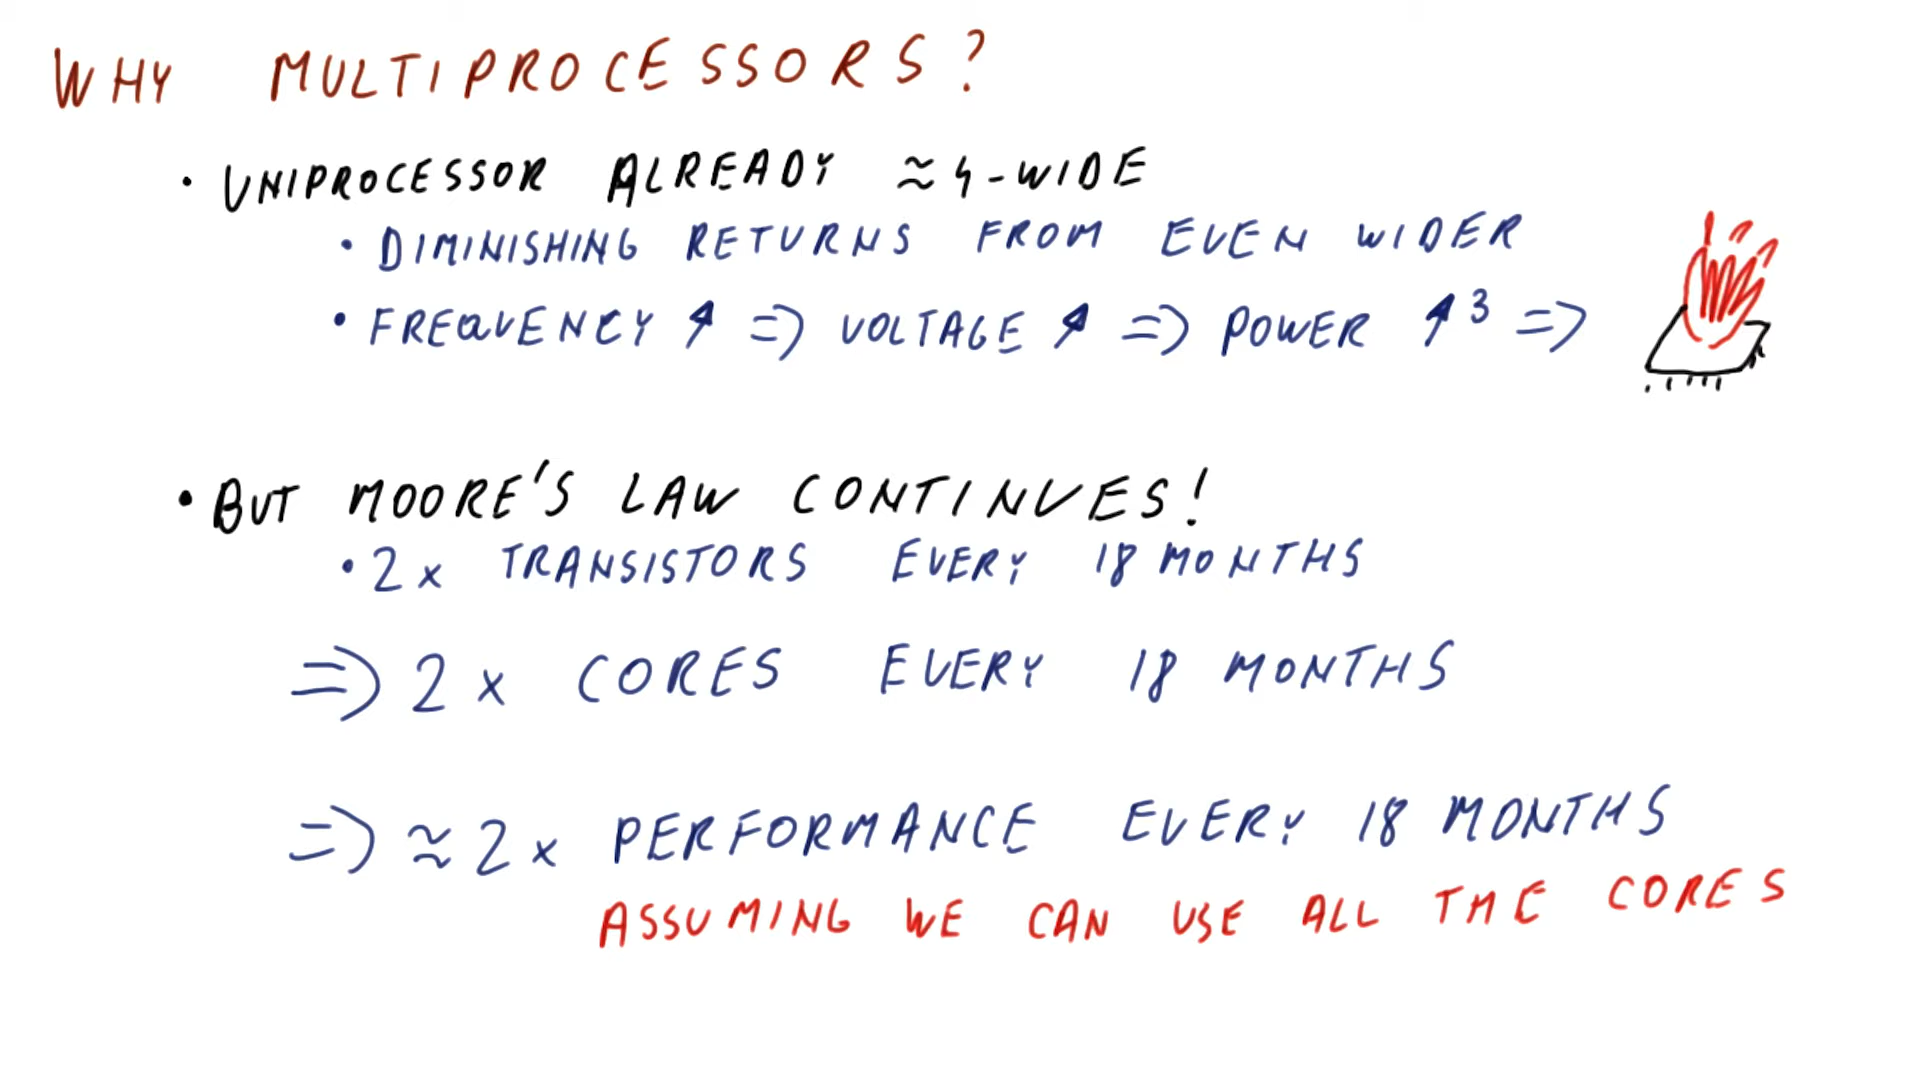 WHY MULTIPROCESSORS?
• UNIPROCESSOR ALREADY ≈ 4-WIDE
• DIMINISHING RETURNS FROM EVEN WIDER
• FREQUENCY ↑ => VOLTAGE ↑ => POWER ↑³ =>
• BUT MOORE'S LAW CONTINUES!
• 2x TRANSISTORS EVERY 18 MONTHS
=> 2x CORES EVERY 18 MONTHS
=> ≈ 2x PERFORMANCE EVERY 18 MONTHS
ASSUMING WE CAN USE ALL THE CORES